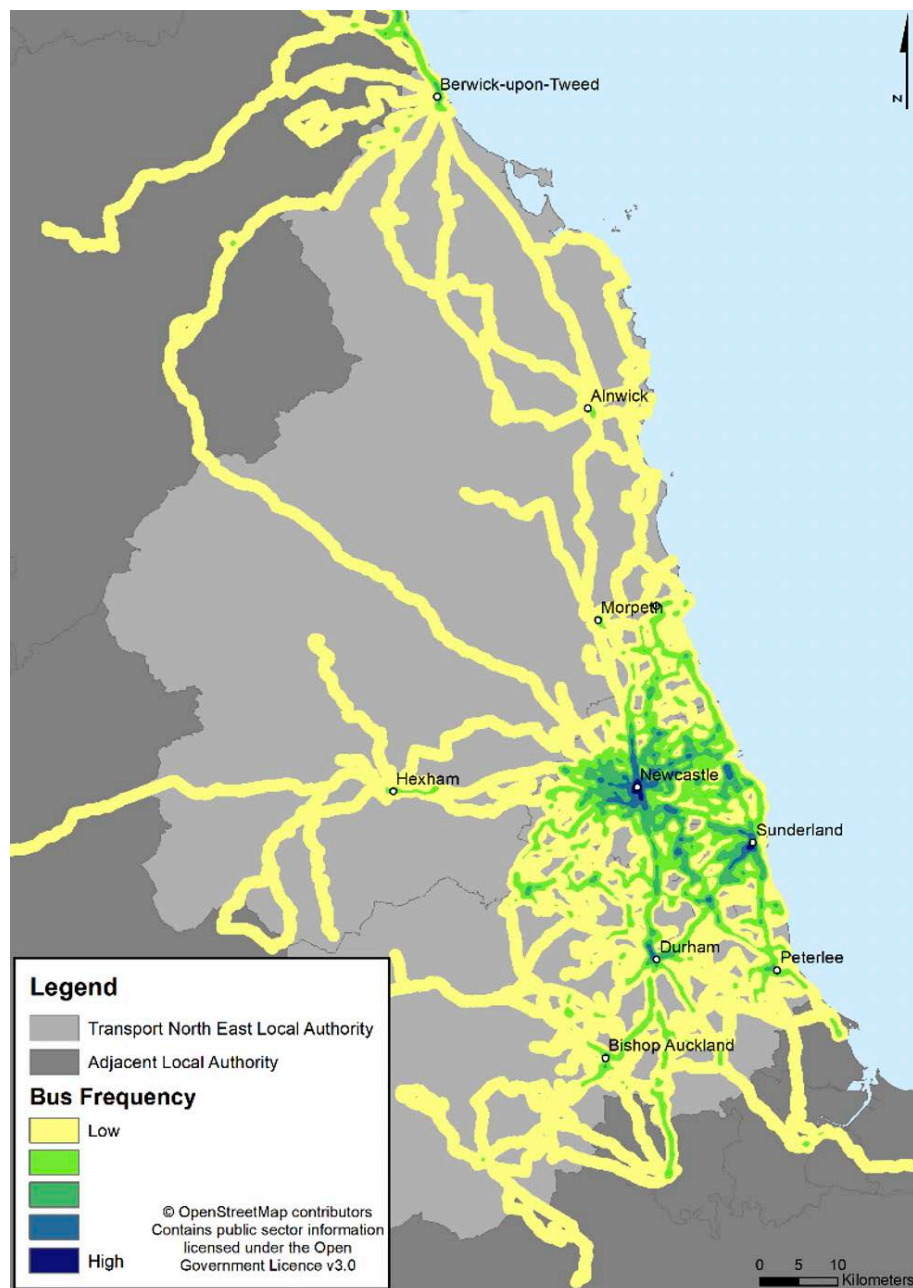 N
Berwick-upon-Tweed
Alnwick
Morpeth
Newcastle
Hexham
Sunderland
Durham
Peterlee
Bishop Auckland
Legend
Transport North East Local Authority
Adjacent Local Authority
Bus Frequency
Low
High
© OpenStreetMap contributors
Contains public sector information
licensed under the Open
Government Licence v3.0
0 5 10
Kilometers